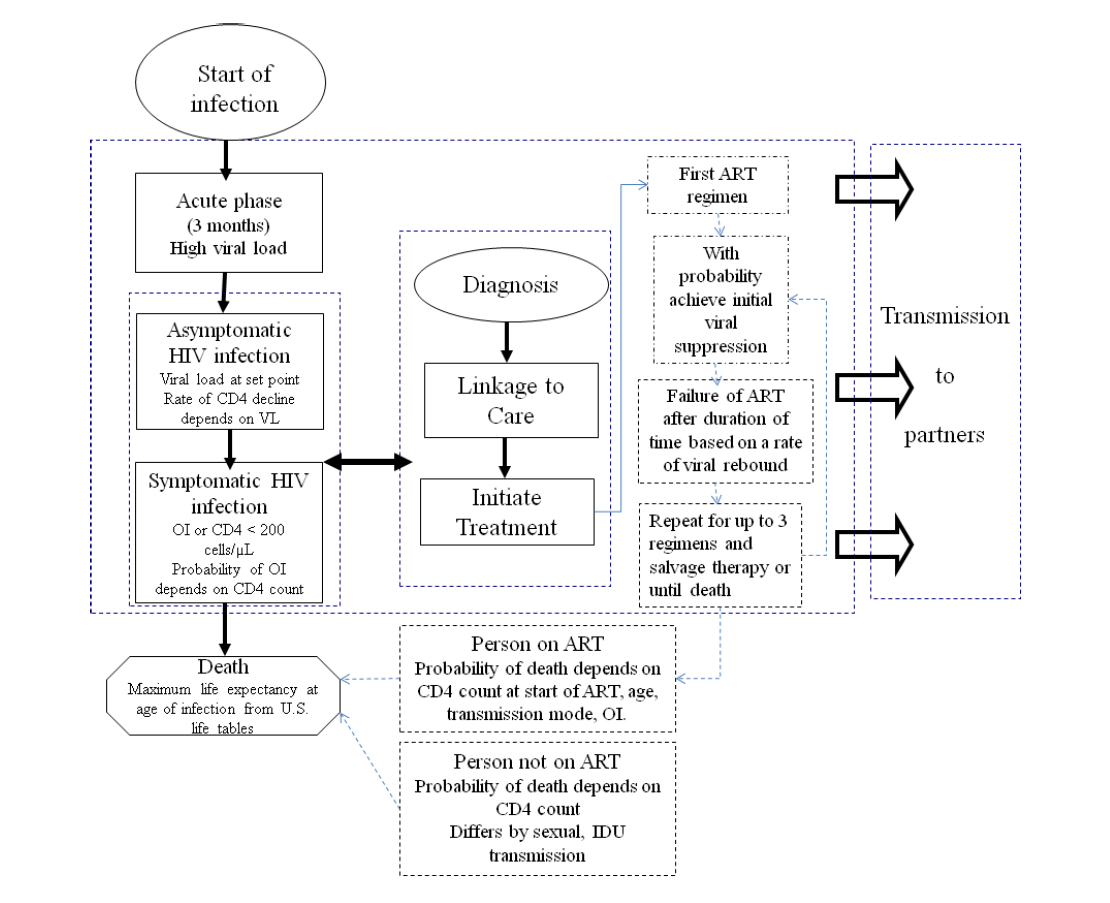 Start of
infection
Acute phase
(3 months)
High viral load
Asymptomatic
HIV infection
Viral load at set point
Rate of CD4 decline
depends on VL
Symptomatic HIV
infection
OI or CD4 < 200
cells/µL
Probability of OI
depends on CD4 count
Death
Maximum life expectancy at
age of infection from U.S.
life tables
Diagnosis
Linkage to
Care
Initiate
Treatment
First ART
regimen
With
probability
achieve initial
viral
suppression
Failure of ART
after duration of
time based on a rate
of viral rebound
Repeat for up to 3
regimens and
salvage therapy or
until death
Person on ART
Probability of death depends on
CD4 count at start of ART, age,
transmission mode, OI.
Person not on ART
Probability of death depends on
CD4 count
Differs by sexual, IDU
transmission
Transmission
to
partners